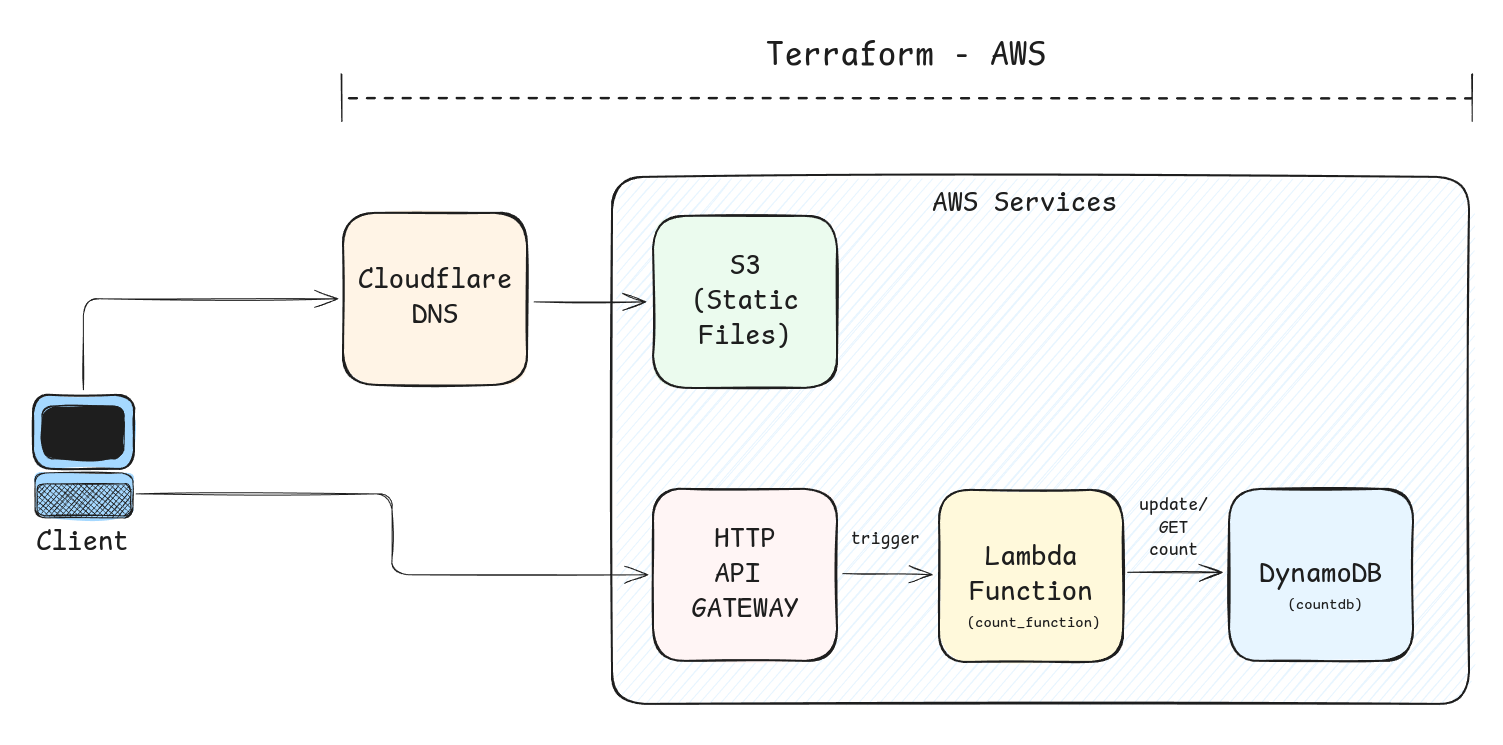 Terraform - AWS
AWS Services
Cloudflare
DNS
S3
(Static
Files)
Client
HTTP
API
GATEWAY
trigger
Lambda
Function
(count_function)
update/
GET
count
DynamoDB
(countdb)